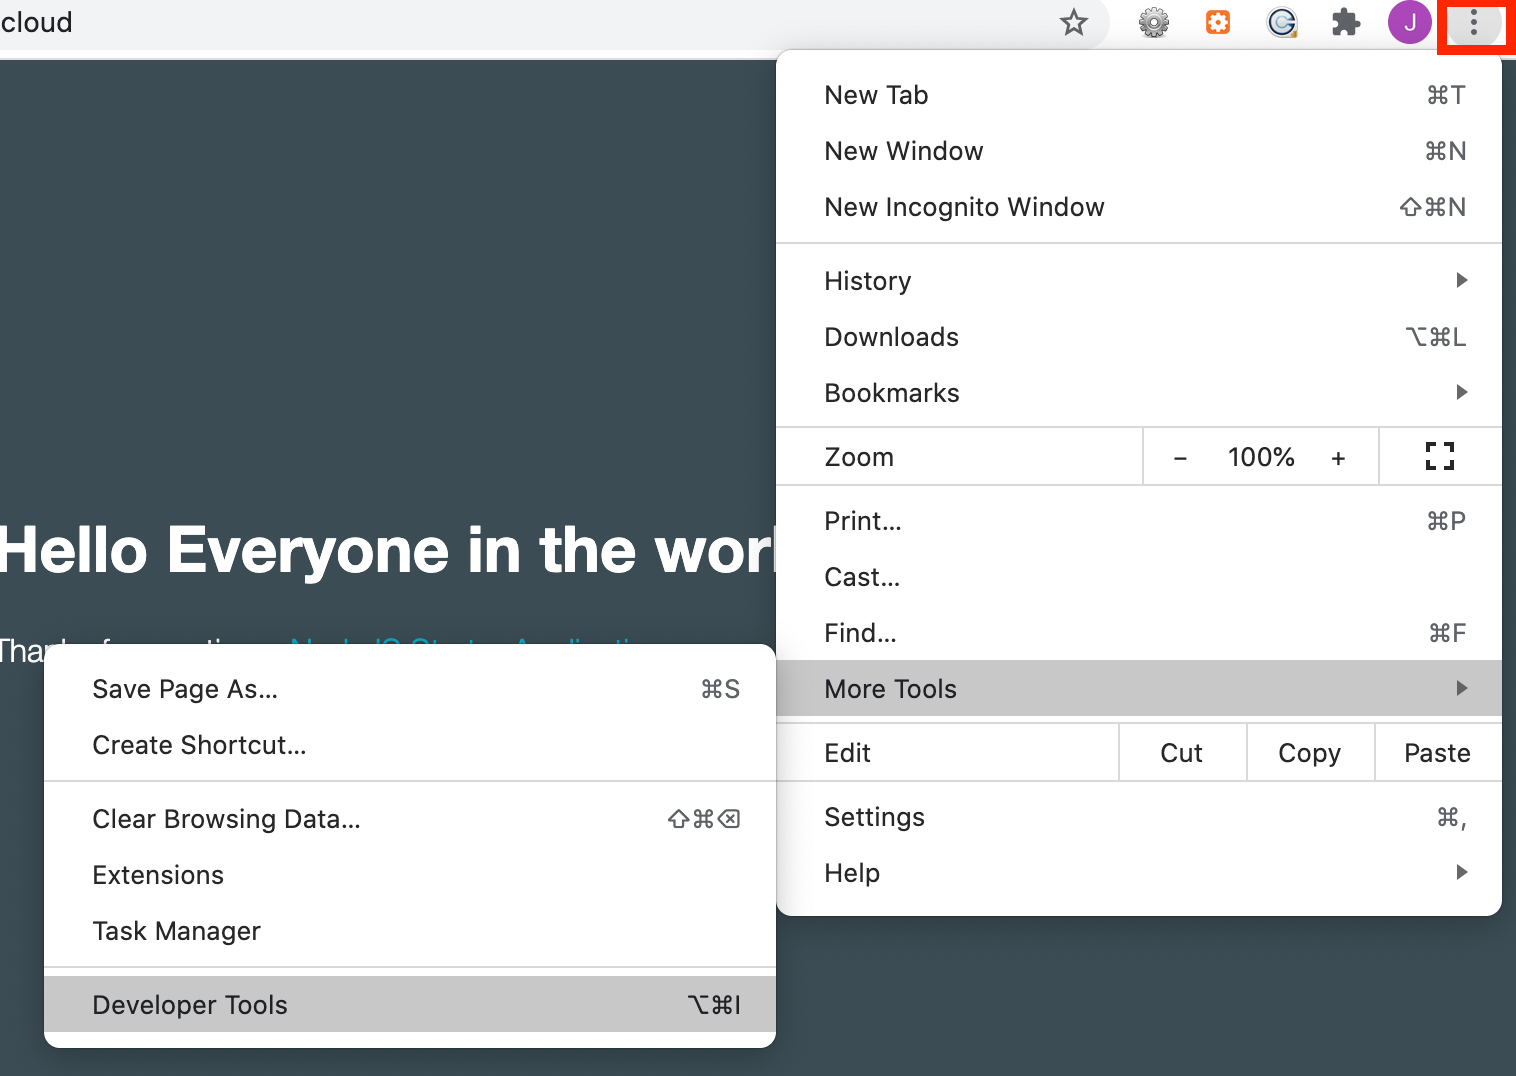 cloud
J
New Tab ⌘T
New Window ⌘N
New Incognito Window ⇧⌘N
History
Downloads ⌥⌘L
Bookmarks
Zoom − 100% +
Print... ⌘P
Cast...
Find... ⌘F
More Tools
Edit Cut Copy Paste
Settings ⌘,
Help
Hello Everyone in the worl
Save Page As... ⌘S
Create Shortcut...
Clear Browsing Data... ⇧⌘⌫
Extensions
Task Manager
Developer Tools ⌥⌘I